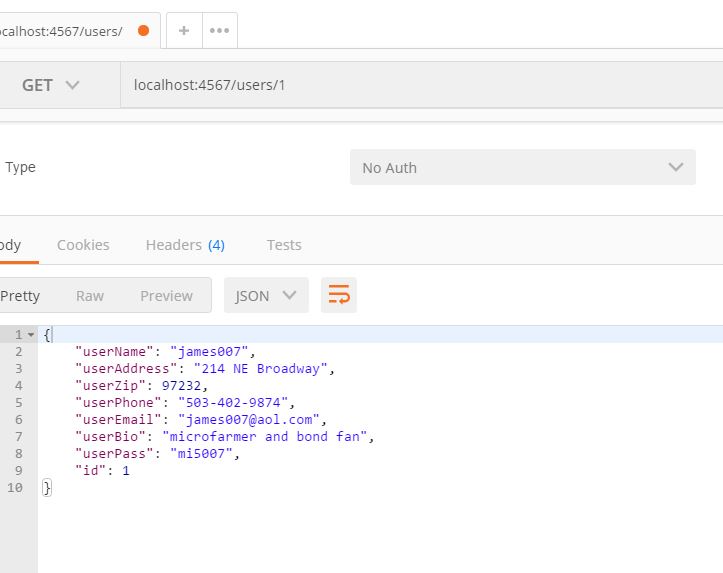 calhost:4567/users/
+
•••
GET
localhost:4567/users/1
Type
No Auth
ody
Cookies
Headers (4)
Tests
Pretty
Raw
Preview
JSON
1 {
2 "userName": "james007",
3 "userAddress": "214 NE Broadway",
4 "userZip": 97232,
5 "userPhone": "503-402-9874",
6 "userEmail": "james007@aol.com",
7 "userBio": "microfarmer and bond fan",
8 "userPass": "mi5007",
9 "id": 1
10 }